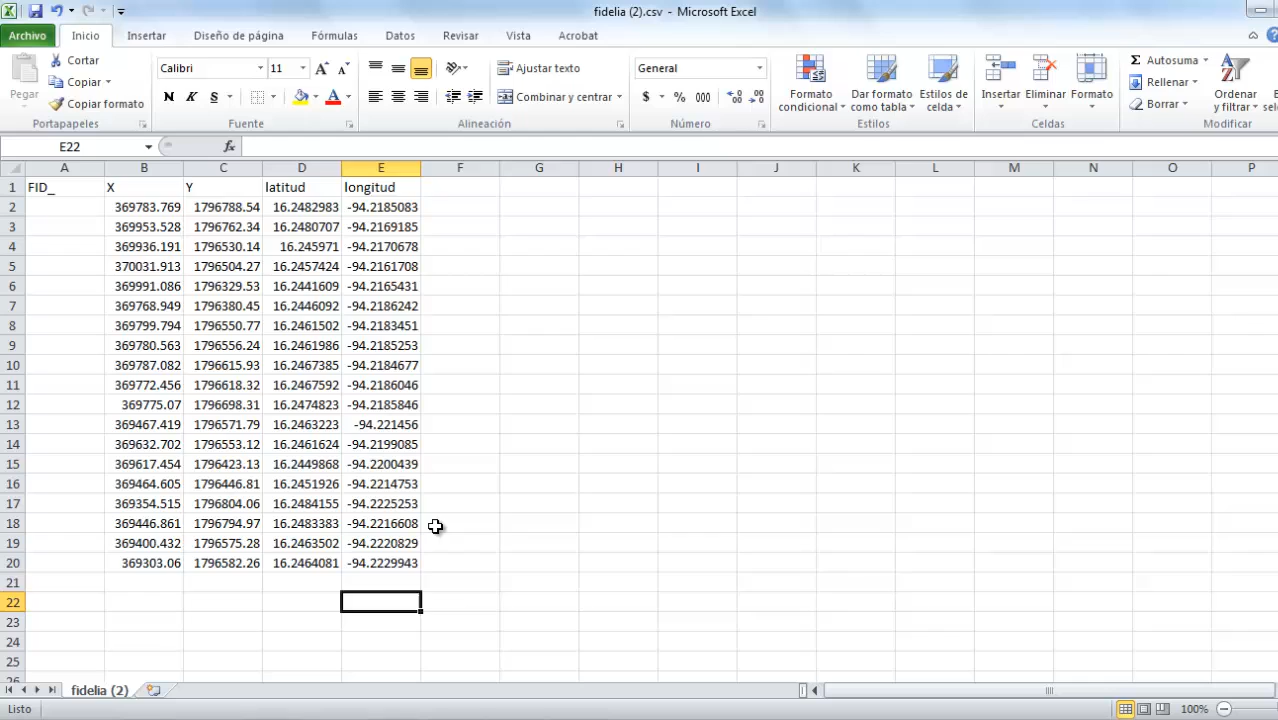 fidelia (2).csv - Microsoft Excel
Archivo Inicio Insertar Diseño de página Fórmulas Datos Revisar Vista Acrobat
Pegar Cortar Copiar Copiar formato
Calibri 11 N K S
Ajustar texto Combinar y centrar
General $ % 000
Formato condicional Dar formato como tabla Estilos de celda
Insertar Eliminar Formato
Autosuma Rellenar Borrar Ordenar y filtrar
Portapapeles Fuente Alineación Número Estilos Celdas Modificar
E22 fx
A B C D E F G H I J K L M N O P
1 FID_ X Y latitud longitud
2 369783.769 1796788.54 16.2482983 -94.2185083
3 369953.528 1796762.34 16.2480707 -94.2169185
4 369936.191 1796530.14 16.245971 -94.2170678
5 370031.913 1796504.27 16.2457424 -94.2161708
6 369991.086 1796329.53 16.2441609 -94.2165431
7 369768.949 1796380.45 16.2446092 -94.2186242
8 369799.794 1796550.77 16.2461502 -94.2183451
9 369780.563 1796556.24 16.2461986 -94.2185253
10 369787.082 1796615.93 16.2467385 -94.2184677
11 369772.456 1796618.32 16.2467592 -94.2186046
12 369775.07 1796698.31 16.2474823 -94.2185846
13 369467.419 1796571.79 16.2463223 -94.221456
14 369632.702 1796553.12 16.2461624 -94.2199085
15 369617.454 1796423.13 16.2449868 -94.2200439
16 369464.605 1796446.81 16.2451926 -94.2214753
17 369354.515 1796804.06 16.2484155 -94.2225253
18 369446.861 1796794.97 16.2483383 -94.2216608
19 369400.432 1796575.28 16.2463502 -94.2220829
20 369303.06 1796582.26 16.2464081 -94.2229943
21
22
23
24
25
fidelia (2)
Listo 100%